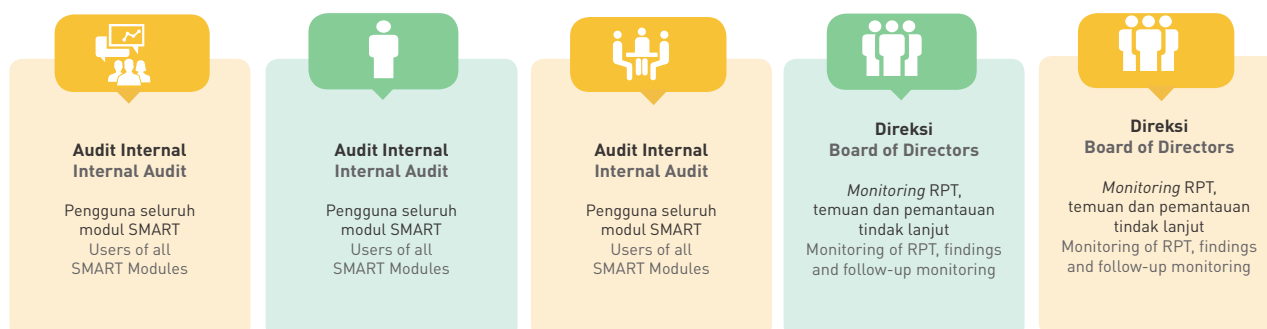 Audit Internal
Internal Audit
Pengguna seluruh
modul SMART
Users of all
SMART Modules
Audit Internal
Internal Audit
Pengguna seluruh
modul SMART
Users of all
SMART Modules
Audit Internal
Internal Audit
Pengguna seluruh
modul SMART
Users of all
SMART Modules
Direksi
Board of Directors
Monitoring RPT,
temuan dan pemantauan
tindak lanjut
Monitoring of RPT, findings
and follow-up monitoring
Direksi
Board of Directors
Monitoring RPT,
temuan dan pemantauan
tindak lanjut
Monitoring of RPT, findings
and follow-up monitoring